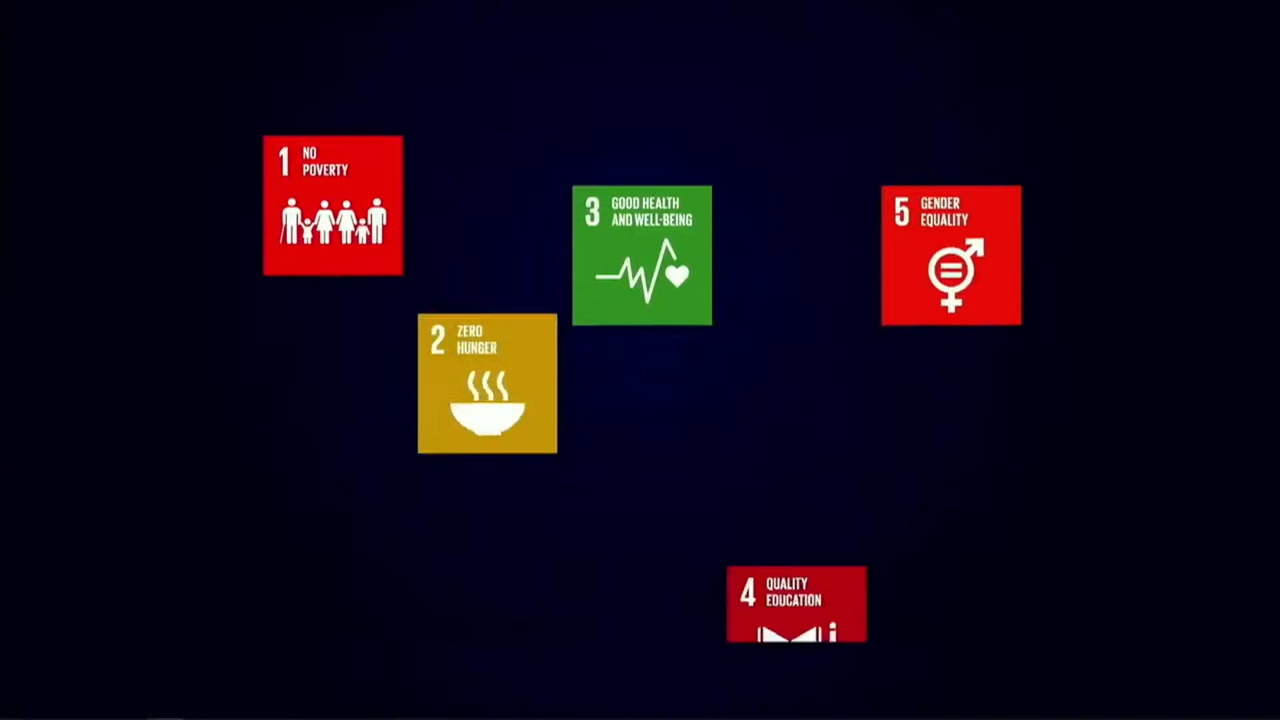 1 NO
POVERTY
2 ZERO
HUNGER
3 GOOD HEALTH
AND WELL-BEING
4 QUALITY
EDUCATION
5 GENDER
EQUALITY